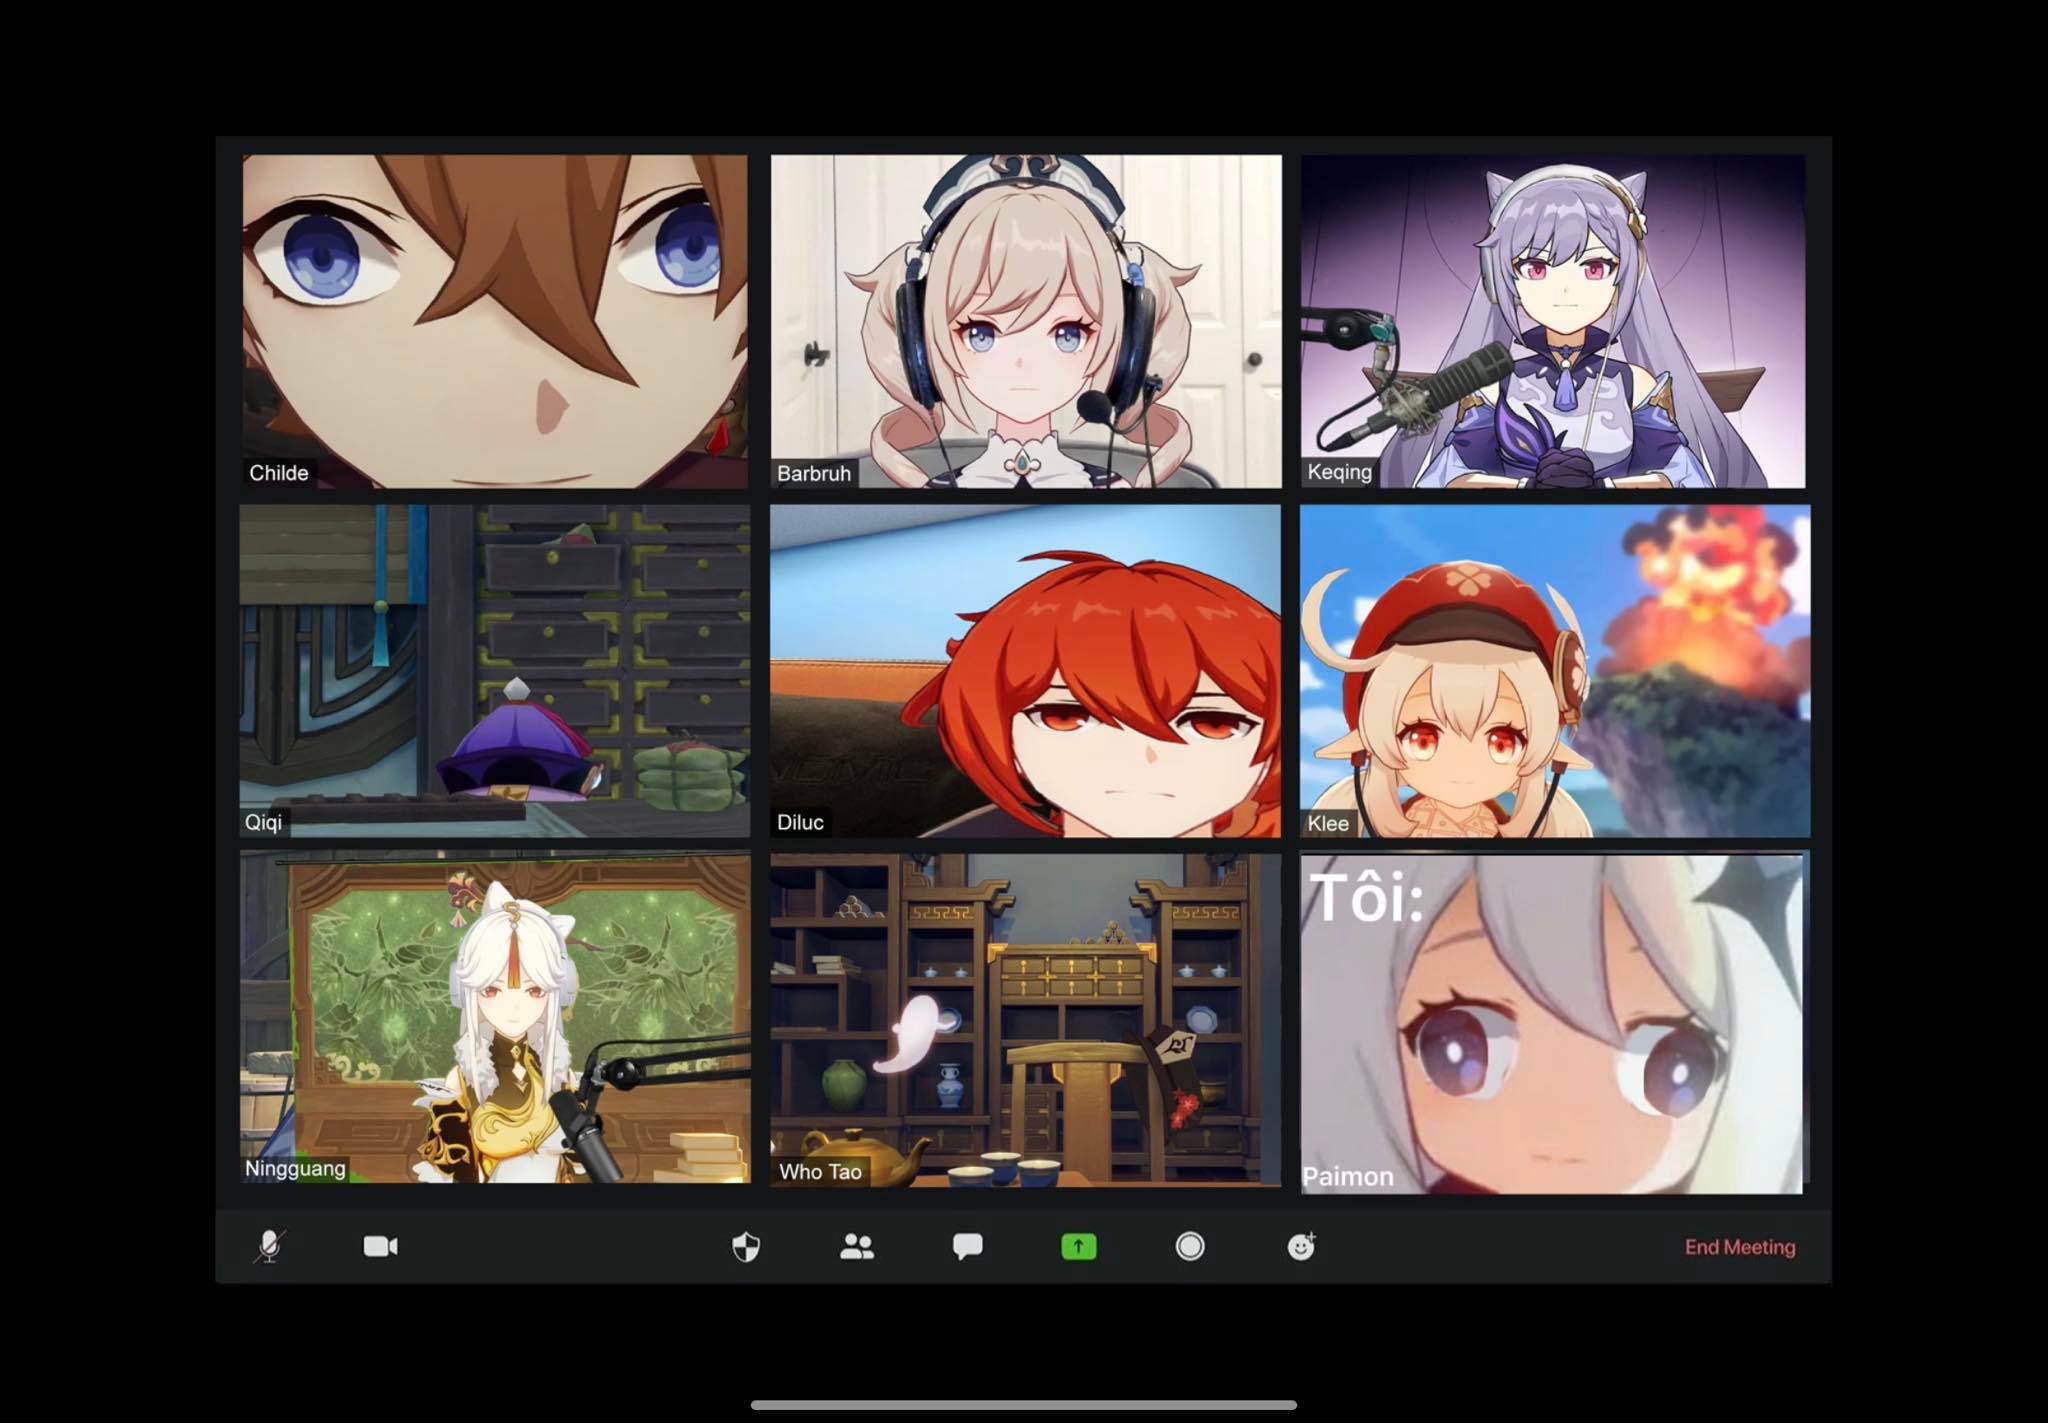 Childe
Barbruh
Keqing
Qiqi
Diluc
Klee
Ningguang
Who Tao
Tôi:
Paimon
End Meeting